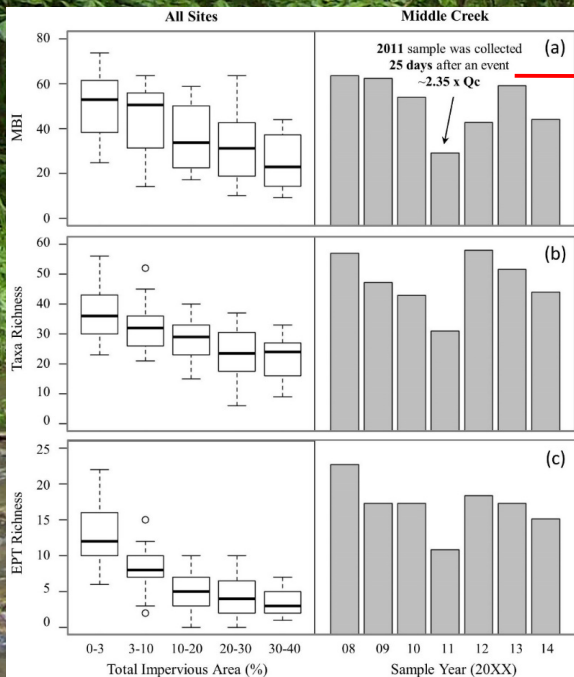 All Sites
Middle Creek
MBI
80
60
40
20
0
2011 sample was collected
25 days after an event
~2.35 x Qc
(a)
Taxa Richness
60
50
40
30
20
10
0
(b)
EPT Richness
25
20
15
10
5
0
(c)
0-3 3-10 10-20 20-30 30-40
Total Impervious Area (%)
08 09 10 11 12 13 14
Sample Year (20XX)